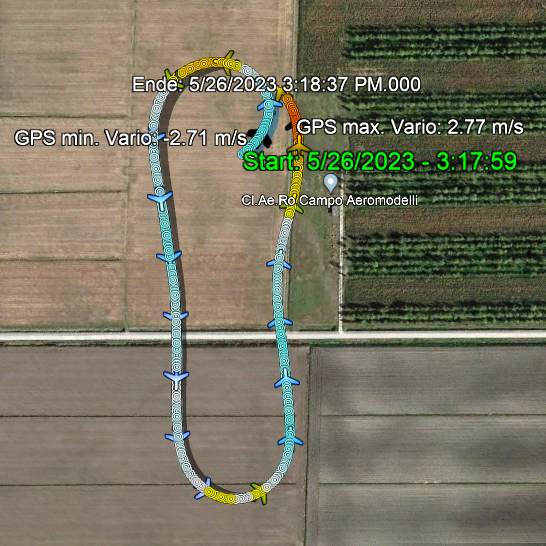 Ende: 5/26/2023 3:18:37 PM.000
GPS max. Vario: 2.77 m/s
GPS min. Vario: -2.71 m/s
Start: 5/26/2023 - 3:17:59
Cl.Ae.Ro Campo Aeromodelli